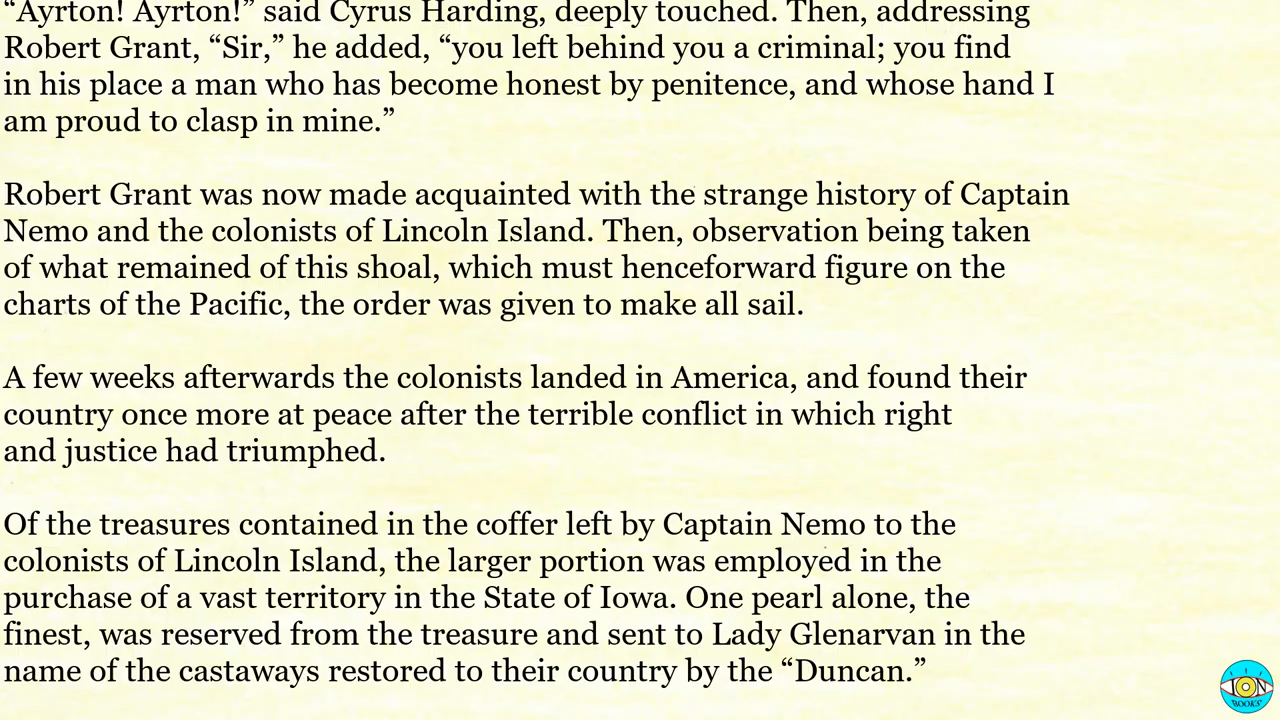 “Ayrton! Ayrton!” said Cyrus Harding, deeply touched. Then, addressing
Robert Grant, “Sir,” he added, “you left behind you a criminal; you find
in his place a man who has become honest by penitence, and whose hand I
am proud to clasp in mine.”
Robert Grant was now made acquainted with the strange history of Captain
Nemo and the colonists of Lincoln Island. Then, observation being taken
of what remained of this shoal, which must henceforward figure on the
charts of the Pacific, the order was given to make all sail.
A few weeks afterwards the colonists landed in America, and found their
country once more at peace after the terrible conflict in which right
and justice had triumphed.
Of the treasures contained in the coffer left by Captain Nemo to the
colonists of Lincoln Island, the larger portion was employed in the
purchase of a vast territory in the State of Iowa. One pearl alone, the
finest, was reserved from the treasure and sent to Lady Glenarvan in the
name of the castaways restored to their country by the “Duncan.”
ION
BOOKS